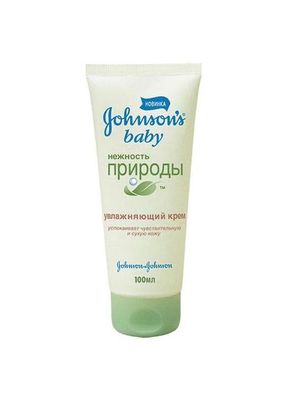 НОВИНКА
Johnson's
baby
нежность
природы
™
увлажняющий крем
успокаивает чувствительную
и сухую кожу
Johnson & Johnson
100мл